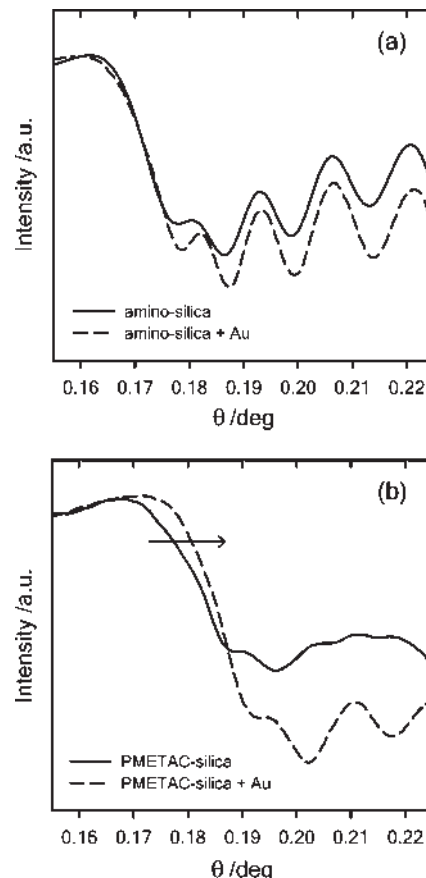 (a)
Intensity /a.u.
amino-silica
amino-silica + Au
0.16 0.17 0.18 0.19 0.20 0.21 0.22
θ /deg
(b)
Intensity /a.u.
PMETAC-silica
PMETAC-silica + Au
0.16 0.17 0.18 0.19 0.20 0.21 0.22
θ /deg